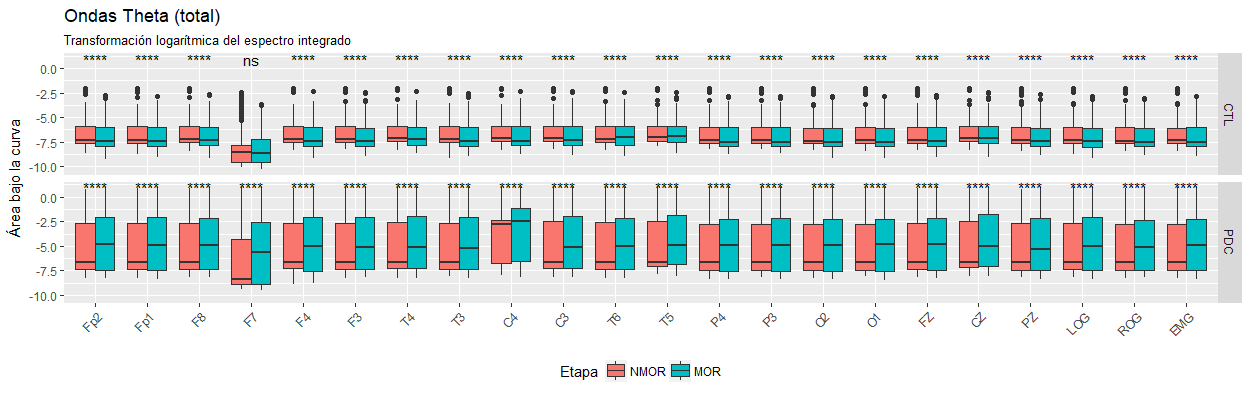 Ondas Theta (total)
Transformación logarítmica del espectro integrado
Área bajo la curva
**** **** **** ns **** **** **** **** **** **** **** **** **** **** **** **** **** **** **** **** **** ****
0.0
-2.5
-5.0
-7.5
-10.0
CTL
**** **** **** **** **** **** **** **** **** **** **** **** **** **** **** **** **** **** **** **** **** ****
0.0
-2.5
-5.0
-7.5
-10.0
PDC
Fp2 Fp1 F8 F7 F4 F3 T4 T3 C4 C3 T6 T5 P4 P3 O2 O1 FZ CZ PZ LOG ROG EMG
Etapa NMOR MOR